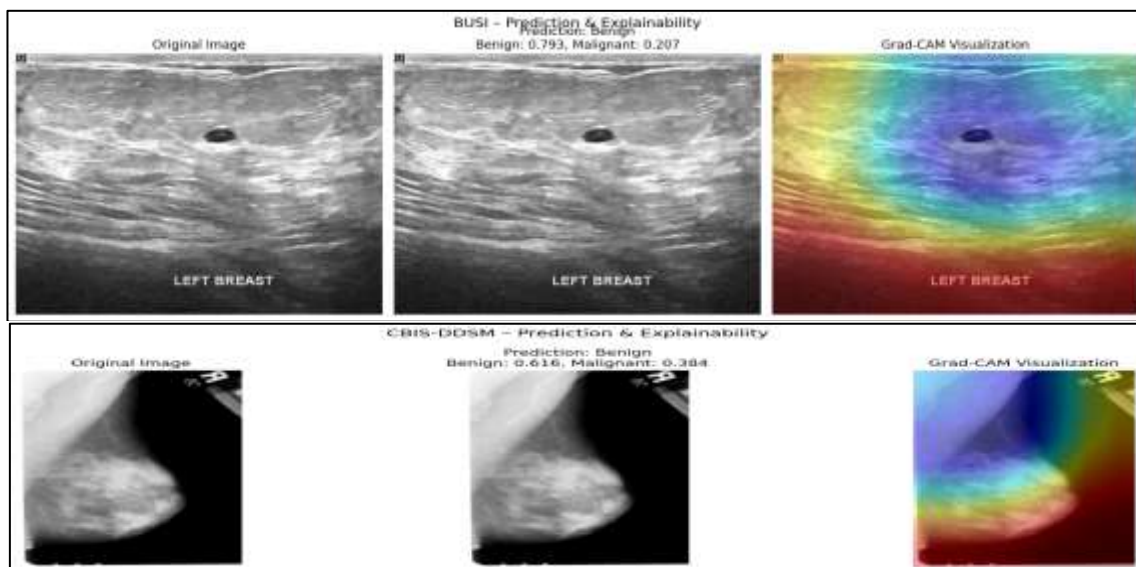 BUSI – Prediction & Explainability
Original Image
Prediction: Benign
Benign: 0.793, Malignant: 0.207
Grad-CAM Visualization
LEFT BREAST
LEFT BREAST
LEFT BREAST
CBIS-DDSM – Prediction & Explainability
Original Image
Prediction: Benign
Benign: 0.616, Malignant: 0.384
Grad-CAM Visualization